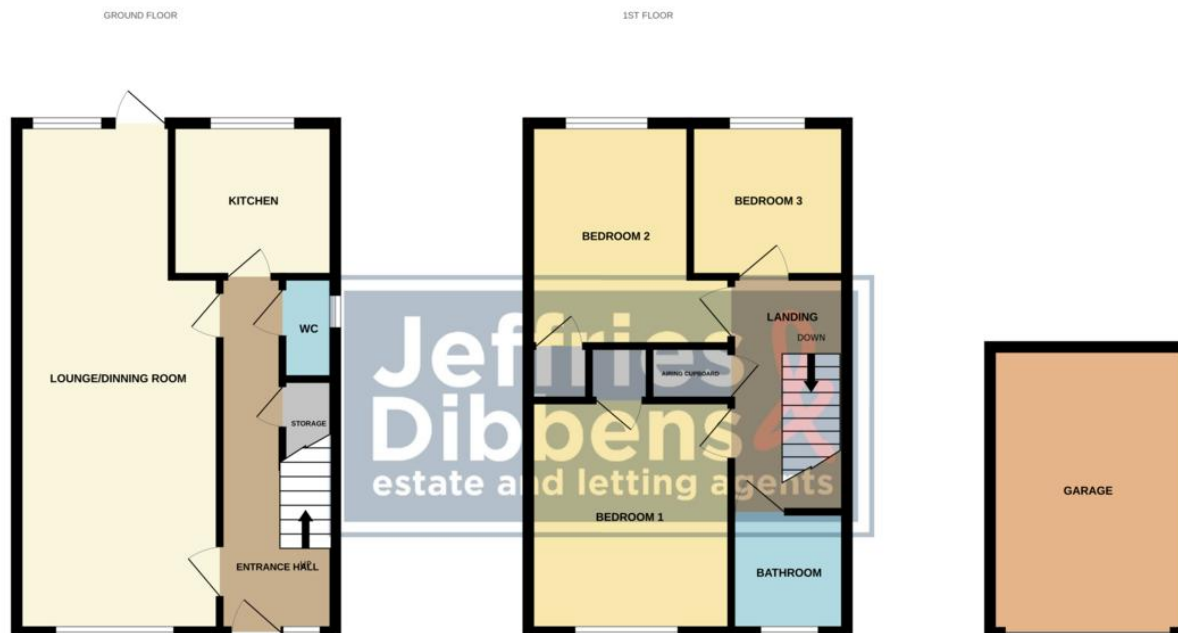 GROUND FLOOR
1ST FLOOR
KITCHEN
BEDROOM 3
BEDROOM 2
WC
LANDING
DOWN
LOUNGE/DINNING ROOM
AIRING CUPBOARD
STORAGE
Jeffries
& Dibbens
estate and letting agents
GARAGE
BEDROOM 1
ENTRANCE HALL
UP
BATHROOM